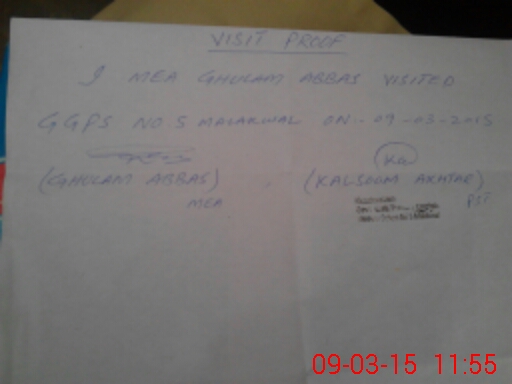 VISIT PROOF
I MEA GHULAM ABBAS VISITED
GGPS NO.5 MALAKWAL ON:- 09-03-2015
(GHULAM ABBAS)
MEA
Ka
(KALSOOM AKHTAR)
PST
09-03-15 11:55